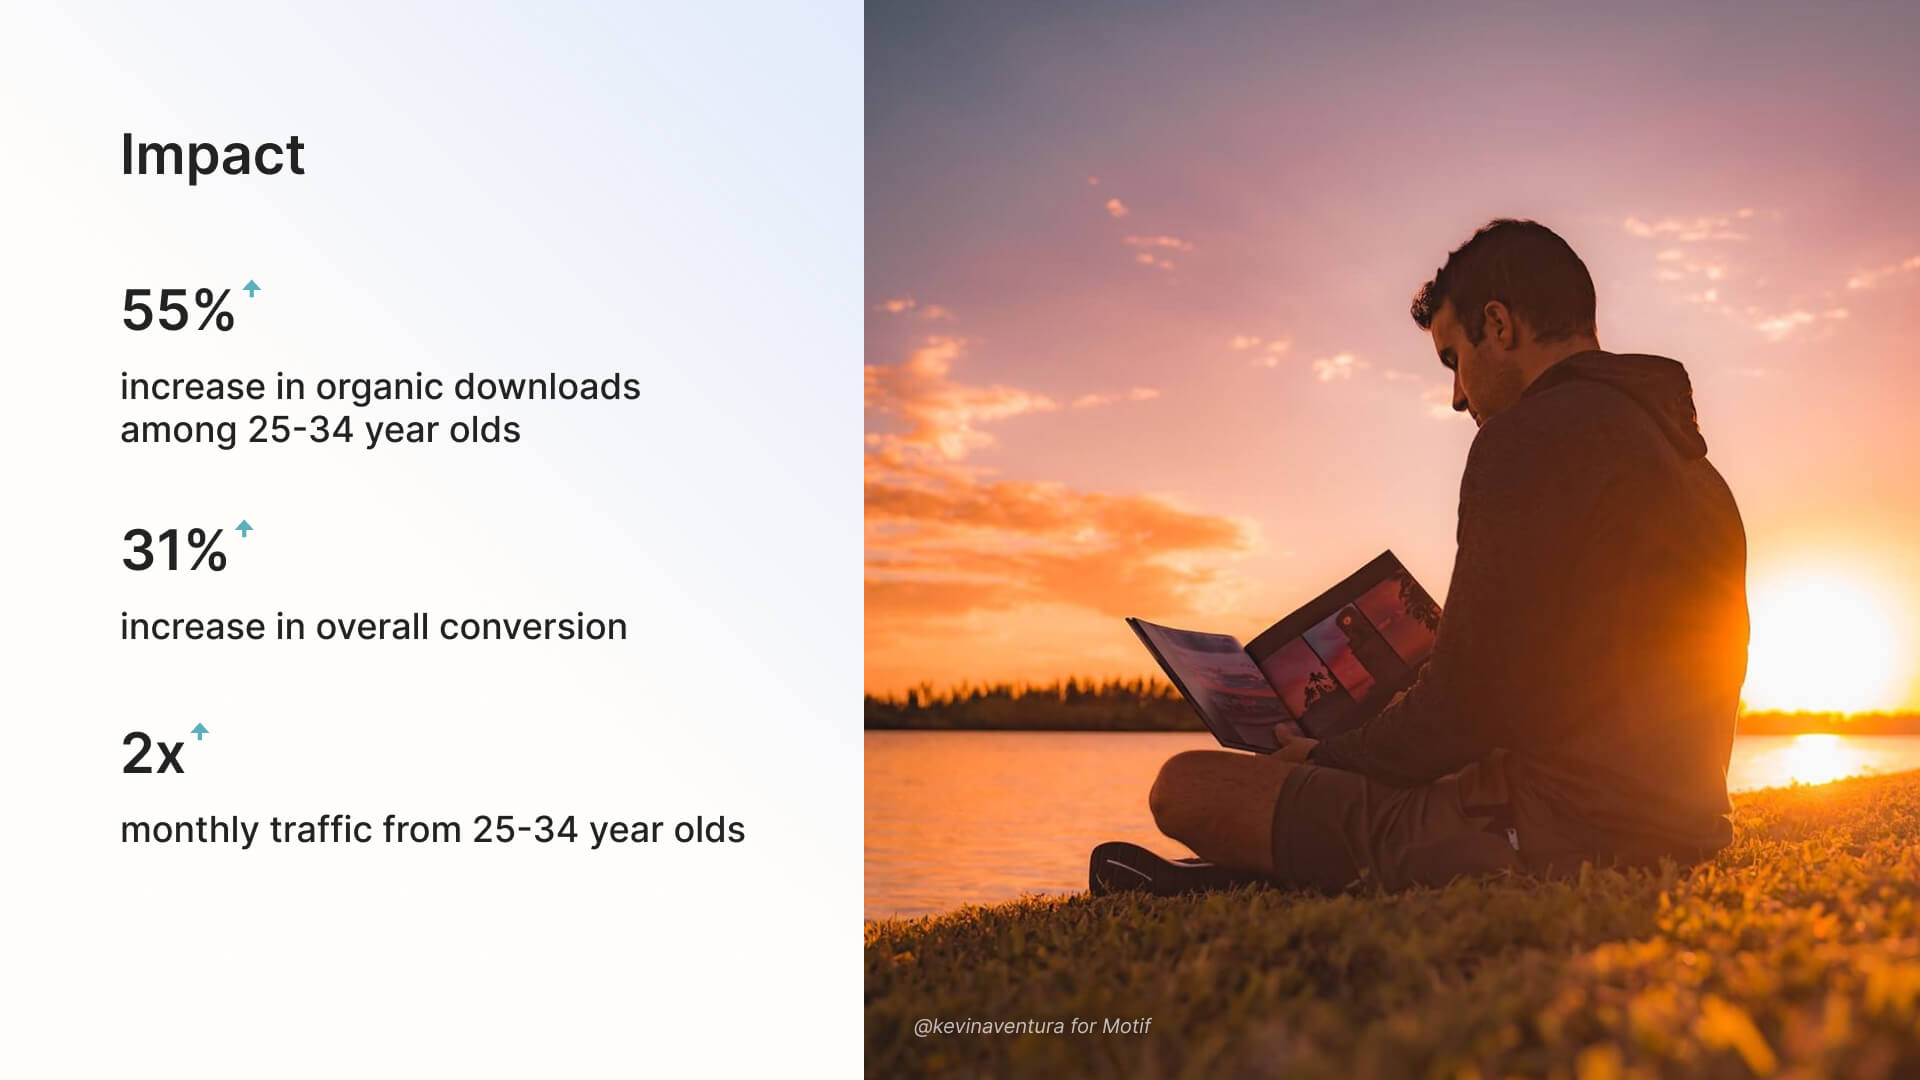 Impact
55%
increase in organic downloads
among 25-34 year olds
31%
increase in overall conversion
2x
monthly traffic from 25-34 year olds
@kevinaventura for Motif